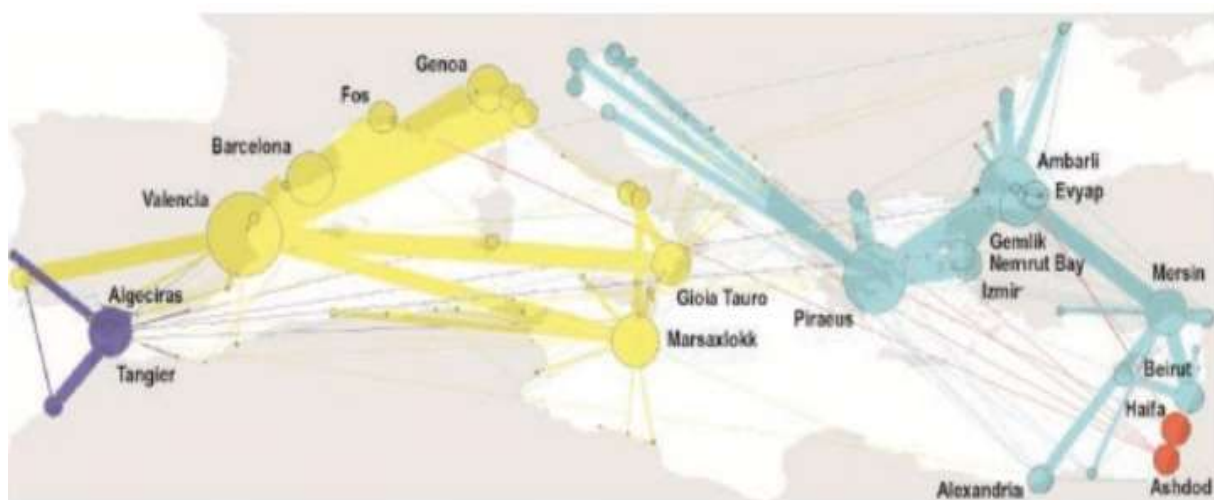 Genoa
Fos
Barcelona
Valencia
Algeciras
Tangier
Gioia Tauro
Marsaxlokk
Piraeus
Ambarli
Evyap
Gemlik
Nemrut Bay
Izmir
Mersin
Beirut
Haifa
Alexandria
Ashdod